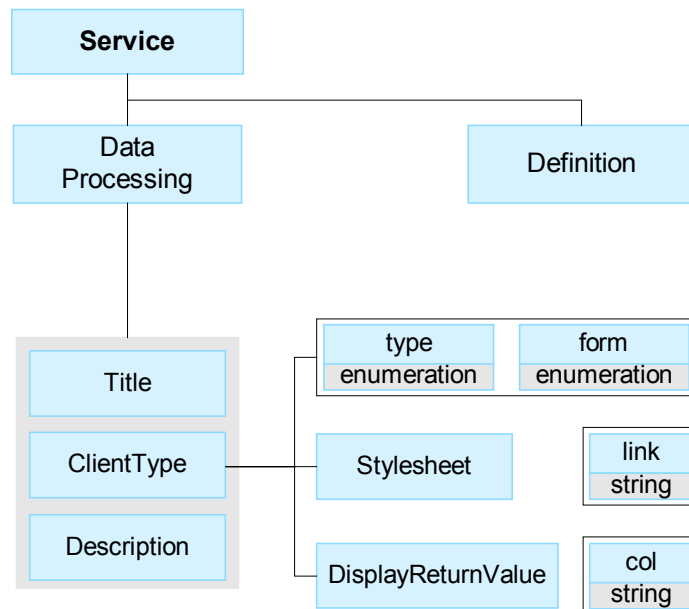 Service
Data
Processing
Definition
type
form
enumeration
enumeration
Title
ClientType
Stylesheet
link
string
Description
DisplayReturnValue
col
string